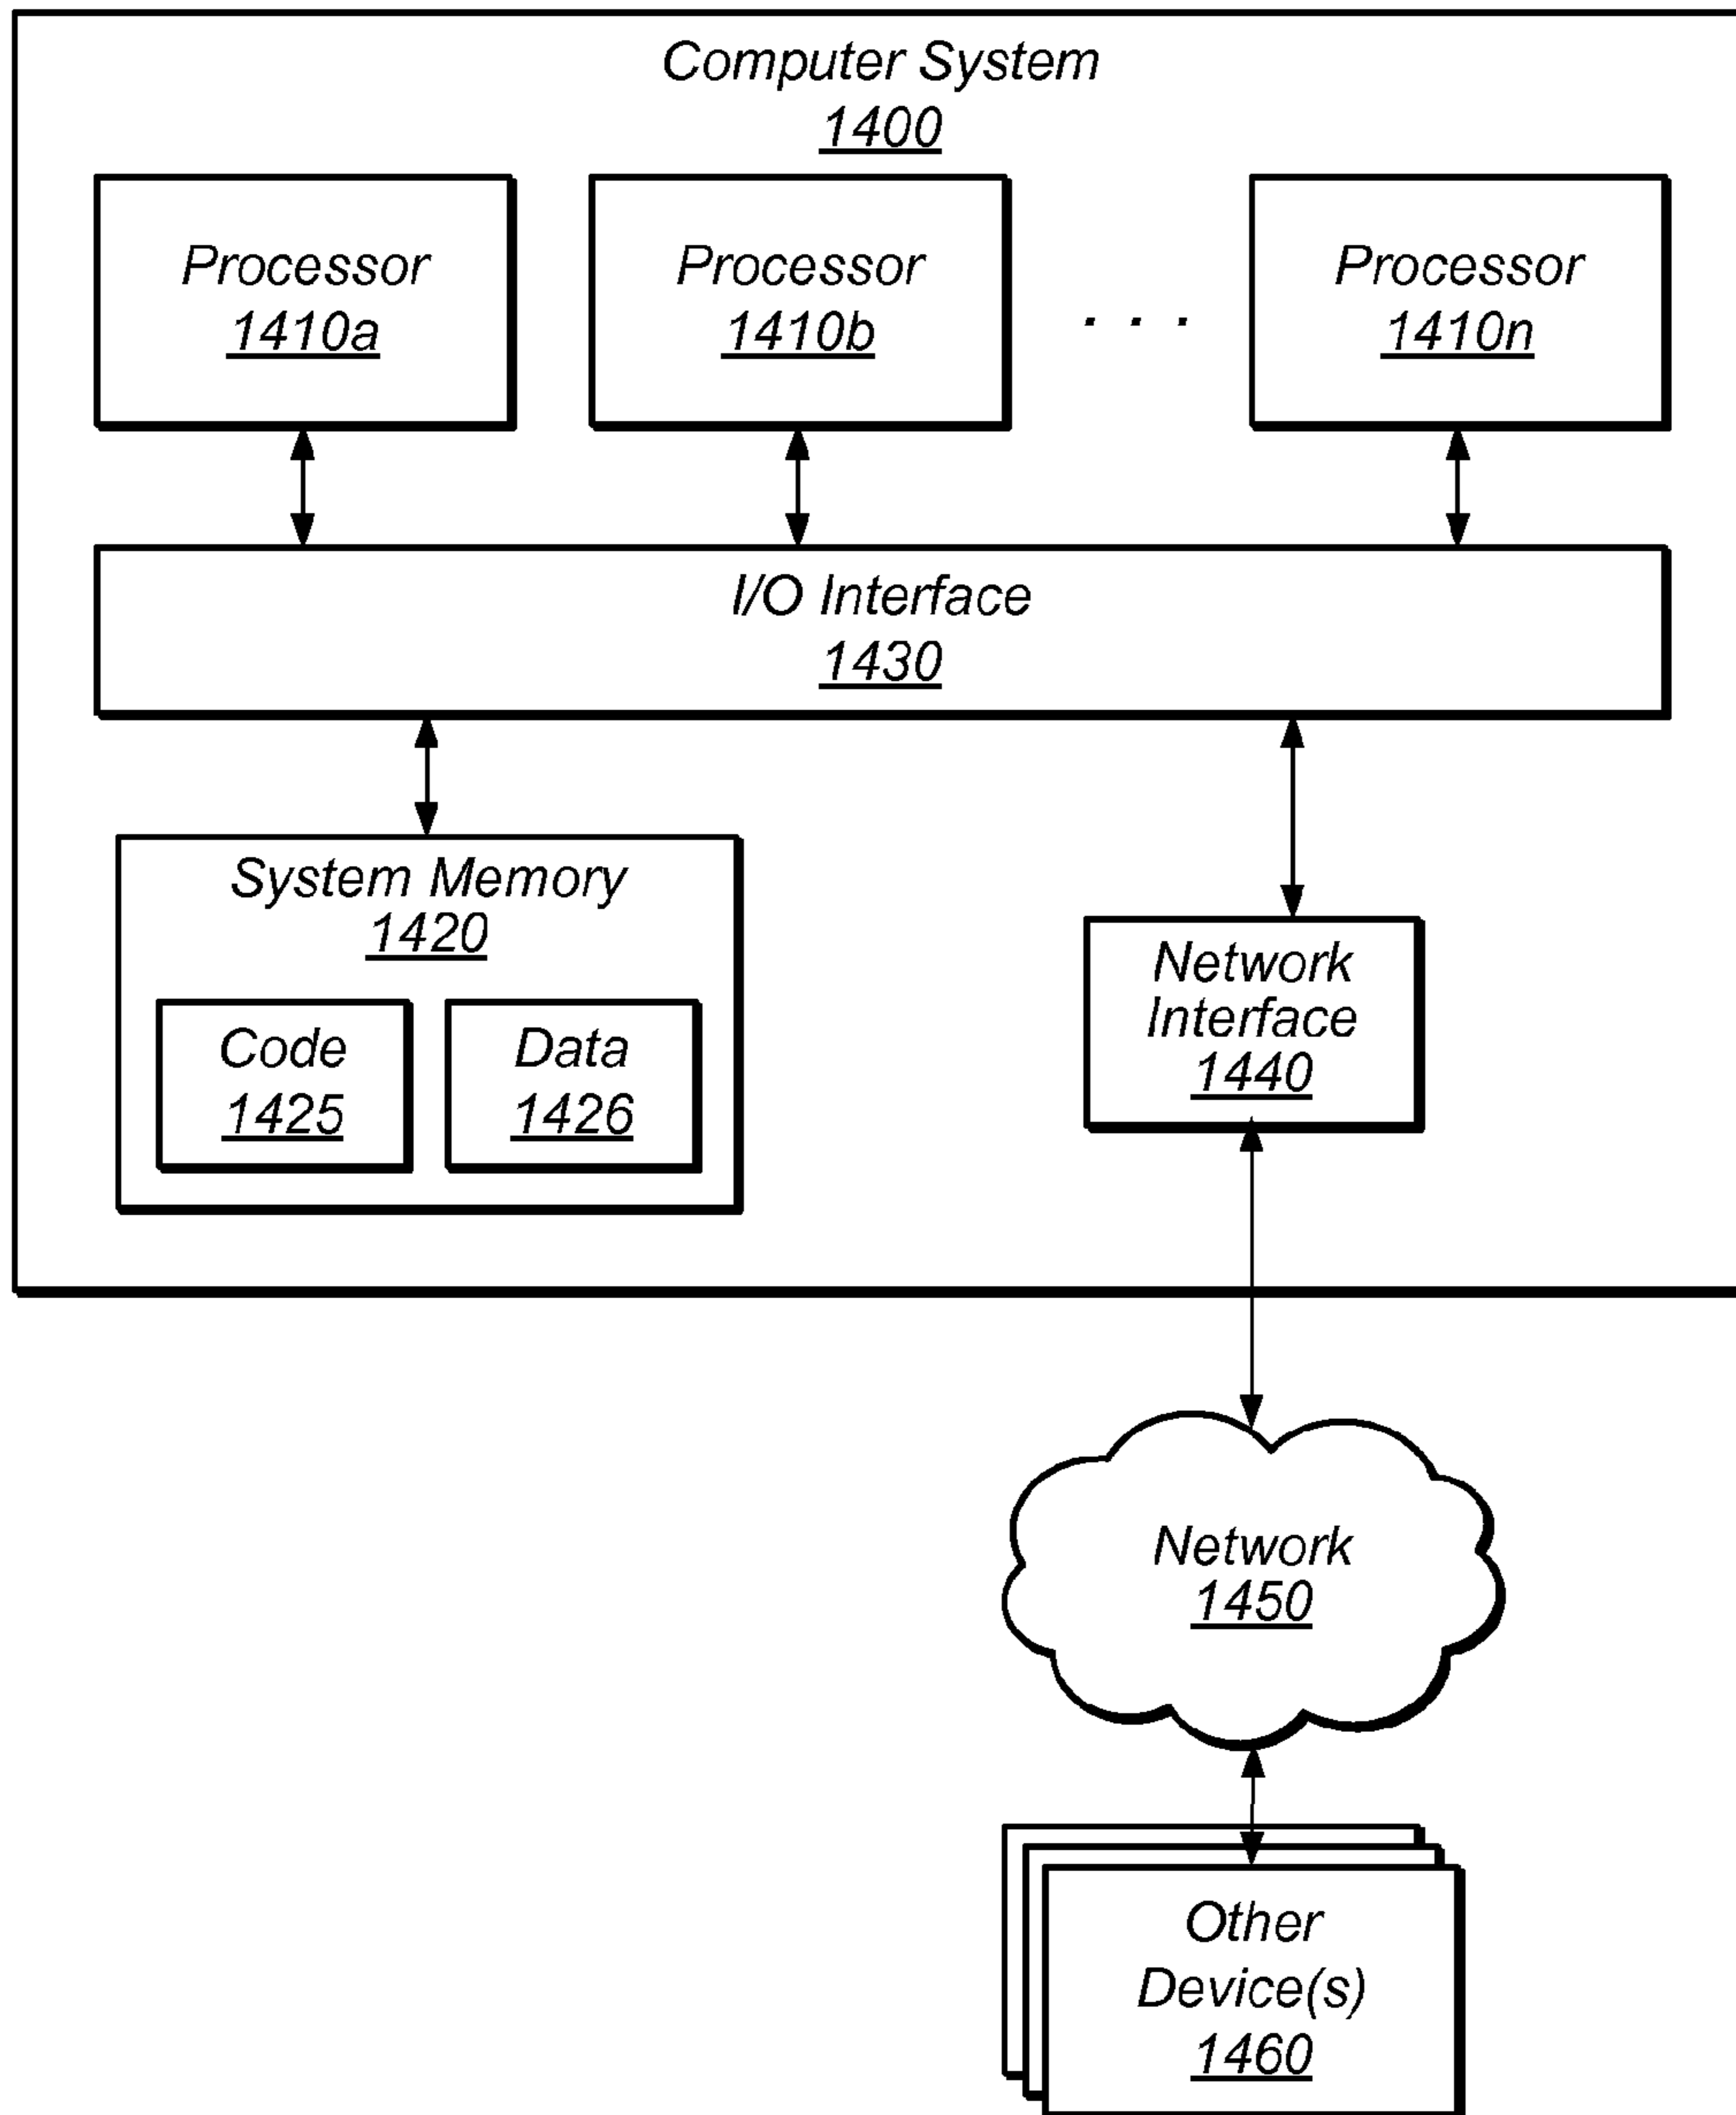 Computer System
1400
Processor
1410a
Processor
1410b
. . .
Processor
1410n
I/O Interface
1430
System Memory
1420
Code
1425
Data
1426
Network
Interface
1440
Network
1450
Other
Device(s)
1460